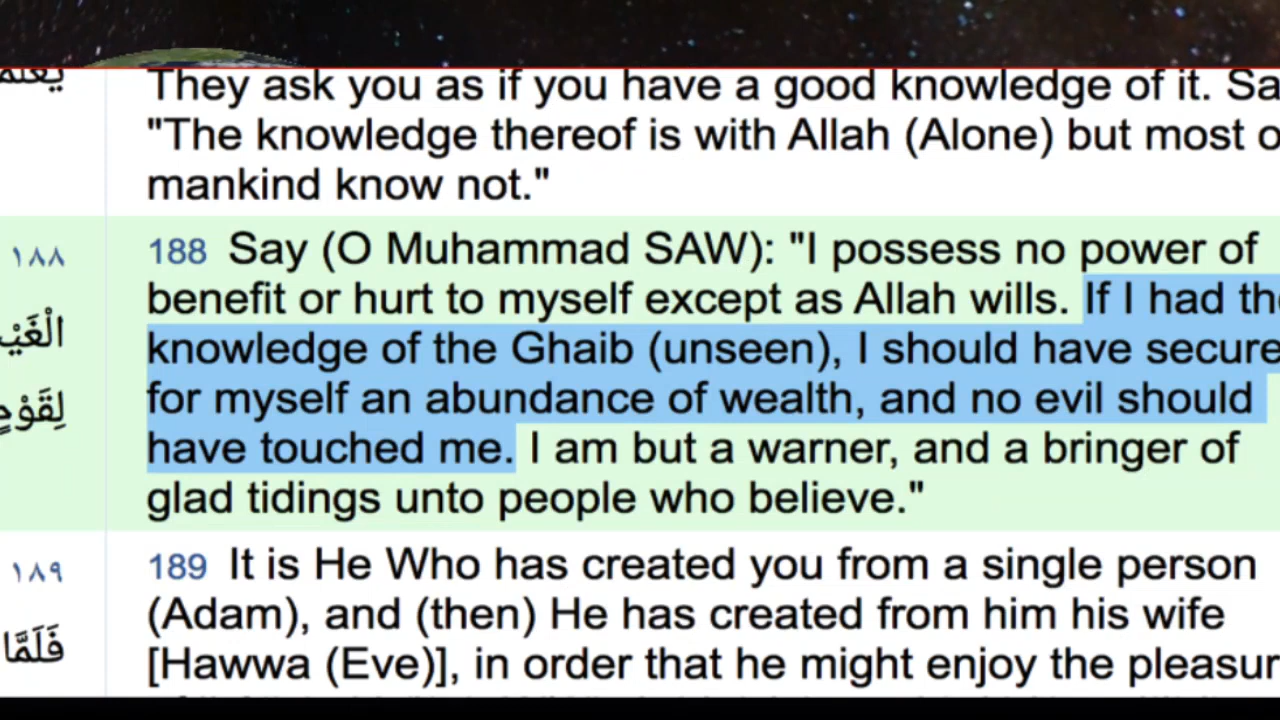 They ask you as if you have a good knowledge of it.
"The knowledge thereof is with Allah (Alone) but most
mankind know not."
١٨٨
188 Say (O Muhammad SAW): "I possess no power of
benefit or hurt to myself except as Allah wills. If I had
knowledge of the Ghaib (unseen), I should have
for myself an abundance of wealth, and no evil should
have touched me. I am but a warner, and a bringer of
glad tidings unto people who believe."
١٨٩
189 It is He Who has created you from a single person
(Adam), and (then) He has created from him his wife
[Hawwa (Eve)], in order that he might enjoy the
فَلَمَّا